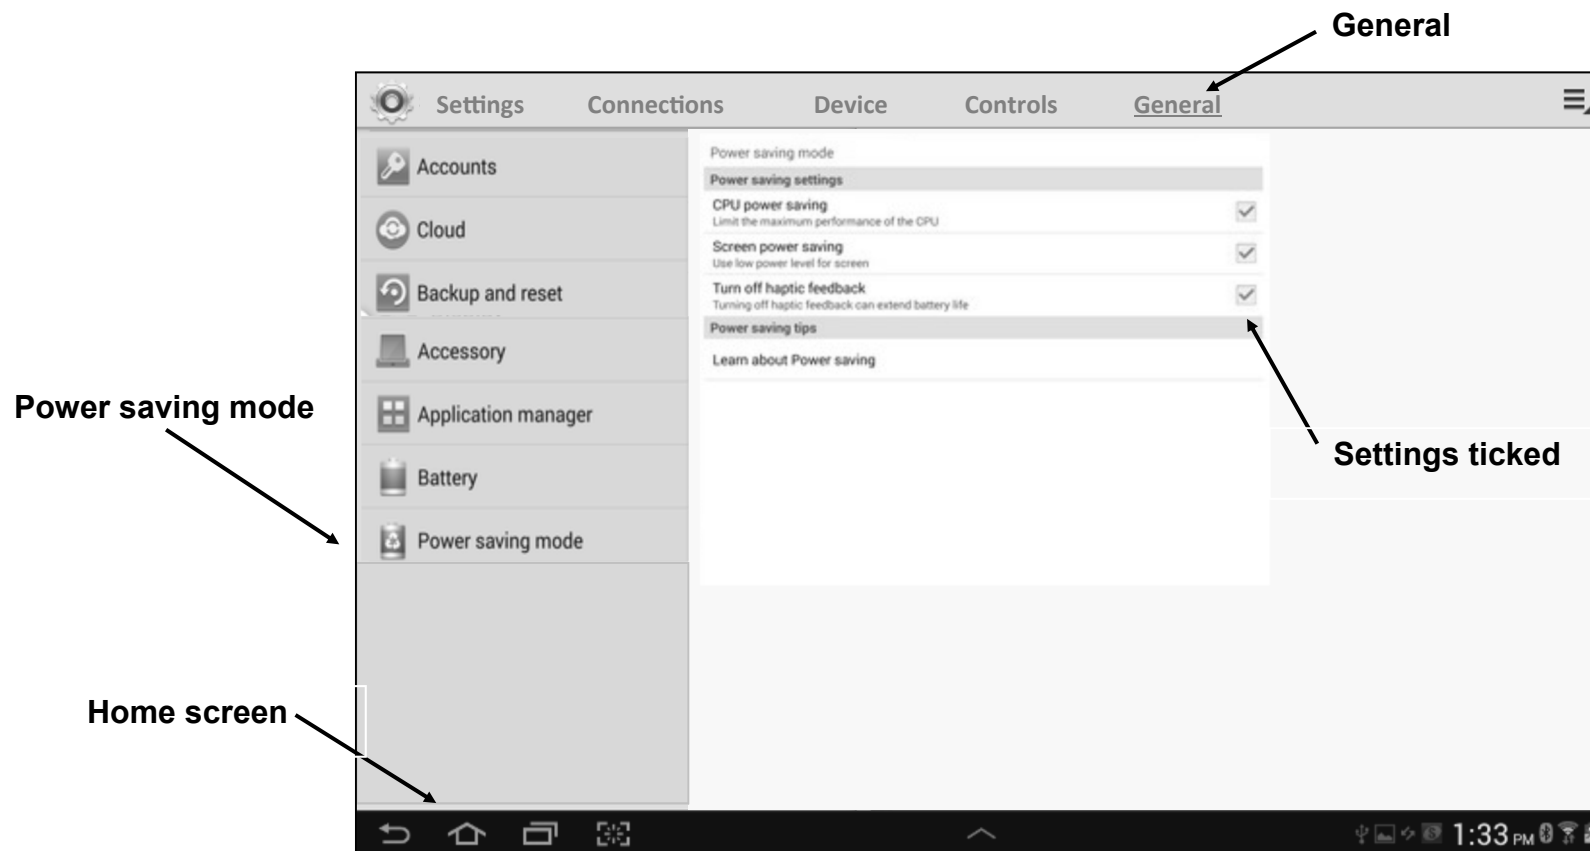 General
Settings Connections Device Controls General
Accounts
Cloud
Backup and reset
Accessory
Application manager
Battery
Power saving mode
Power saving mode
Power saving settings
CPU power saving
Limit the maximum performance of the CPU
Screen power saving
Use low power level for screen
Turn off haptic feedback
Turning off haptic feedback can extend battery life
Power saving tips
Learn about Power saving
Power saving mode
Settings ticked
Home screen
1:33 PM